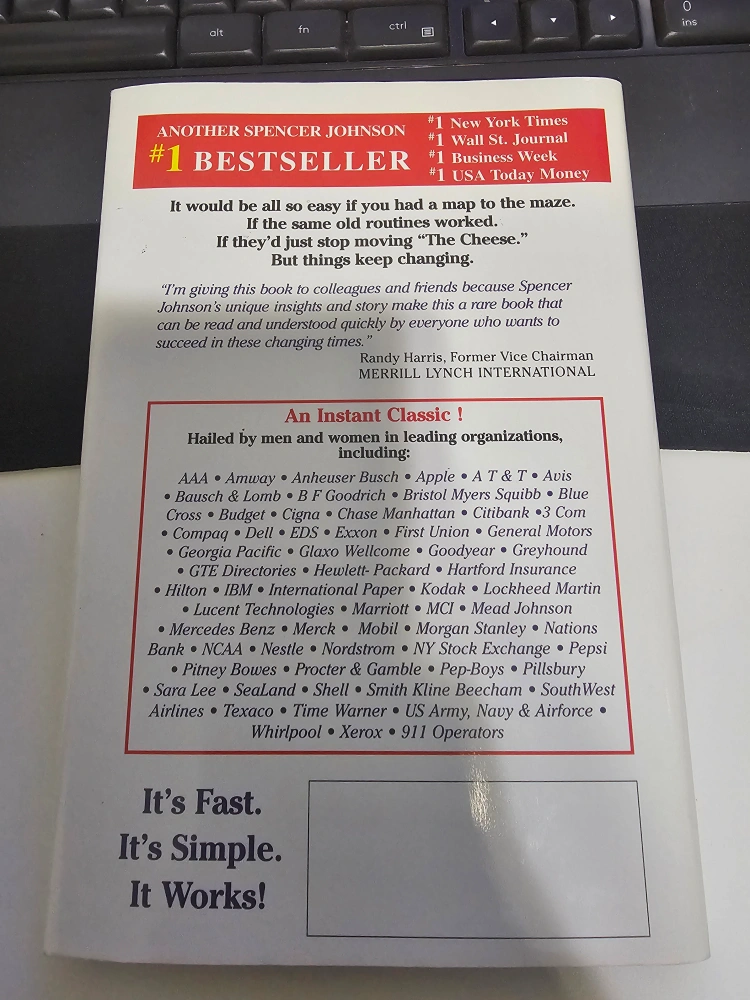 alt
fn
ctrl
0
ins
ANOTHER SPENCER JOHNSON
#1 BESTSELLER
#1 New York Times
#1 Wall St. Journal
#1 Business Week
#1 USA Today Money
It would be all so easy if you had a map to the maze.
If the same old routines worked.
If they'd just stop moving “The Cheese.”
But things keep changing.
“I'm giving this book to colleagues and friends because Spencer
Johnson's unique insights and story make this a rare book that
can be read and understood quickly by everyone who wants to
succeed in these changing times.”
Randy Harris, Former Vice Chairman
MERRILL LYNCH INTERNATIONAL
An Instant Classic !
Hailed by men and women in leading organizations,
including:
AAA • Amway • Anheuser Busch • Apple • A T & T • Avis
• Bausch & Lomb • B F Goodrich • Bristol Myers Squibb • Blue
Cross • Budget • Cigna • Chase Manhattan • Citibank •3 Com
• Compaq • Dell • EDS • Exxon • First Union • General Motors
• Georgia Pacific • Glaxo Wellcome • Goodyear • Greyhound
• GTE Directories • Hewlett- Packard • Hartford Insurance
• Hilton • IBM • International Paper • Kodak • Lockheed Martin
• Lucent Technologies • Marriott • MCI • Mead Johnson
• Mercedes Benz • Merck • Mobil • Morgan Stanley • Nations
Bank • NCAA • Nestle • Nordstrom • NY Stock Exchange • Pepsi
• Pitney Bowes • Procter & Gamble • Pep-Boys • Pillsbury
• Sara Lee • SeaLand • Shell • Smith Kline Beecham • SouthWest
Airlines • Texaco • Time Warner • US Army, Navy & Airforce •
Whirlpool • Xerox • 911 Operators
It's Fast.
It's Simple.
It Works!